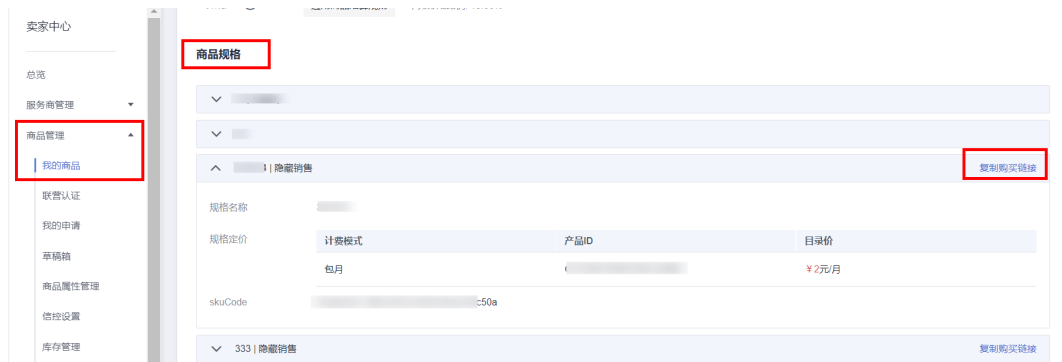 卖家中心
商品规格
总览
服务商管理
商品管理
我的商品
4 | 隐藏销售
复制购买链接
联营认证
规格名称
我的申请
规格定价
计费模式
产品ID
目录价
草稿箱
包月
¥2元/月
商品属性管理
skuCode
c50a
信控设置
库存管理
333 | 隐藏销售
复制购买链接